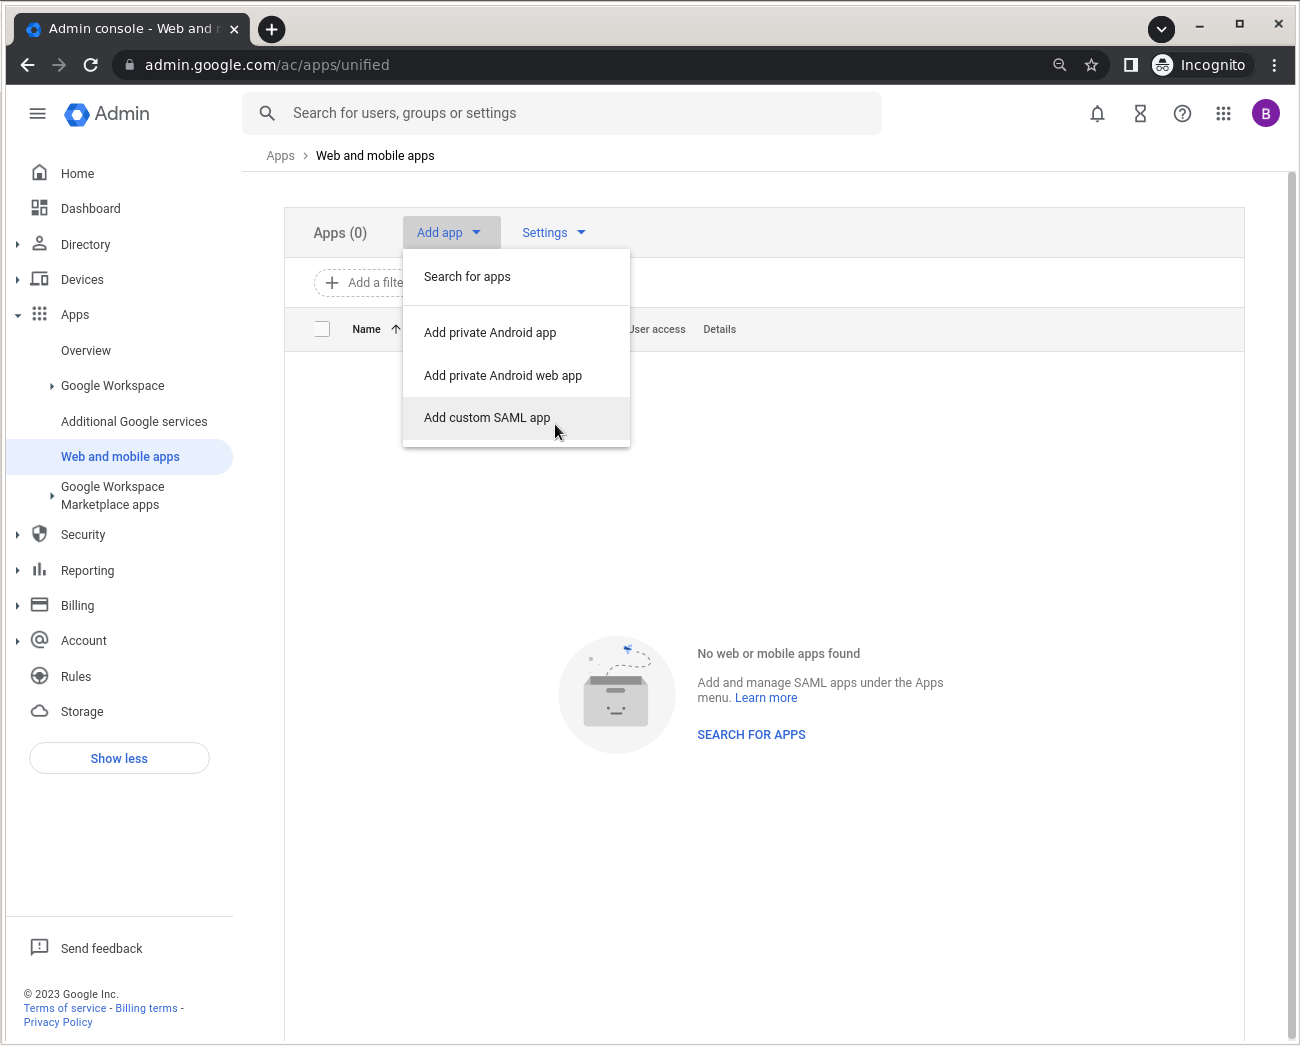 Admin console - Web and
admin.google.com/ac/apps/unified
Incognito
Admin
Search for users, groups or settings
B
Apps > Web and mobile apps
Home
Dashboard
Directory
Devices
Apps
Overview
Google Workspace
Additional Google services
Web and mobile apps
Google Workspace
Marketplace apps
Security
Reporting
Billing
Account
Rules
Storage
Show less
Send feedback
© 2023 Google Inc.
Terms of service - Billing terms -
Privacy Policy
Apps (0)
Add app
Settings
Search for apps
Add private Android app
Add private Android web app
Add custom SAML app
Add a filte
Name
User access
Details
No web or mobile apps found
Add and manage SAML apps under the Apps
menu. Learn more
SEARCH FOR APPS